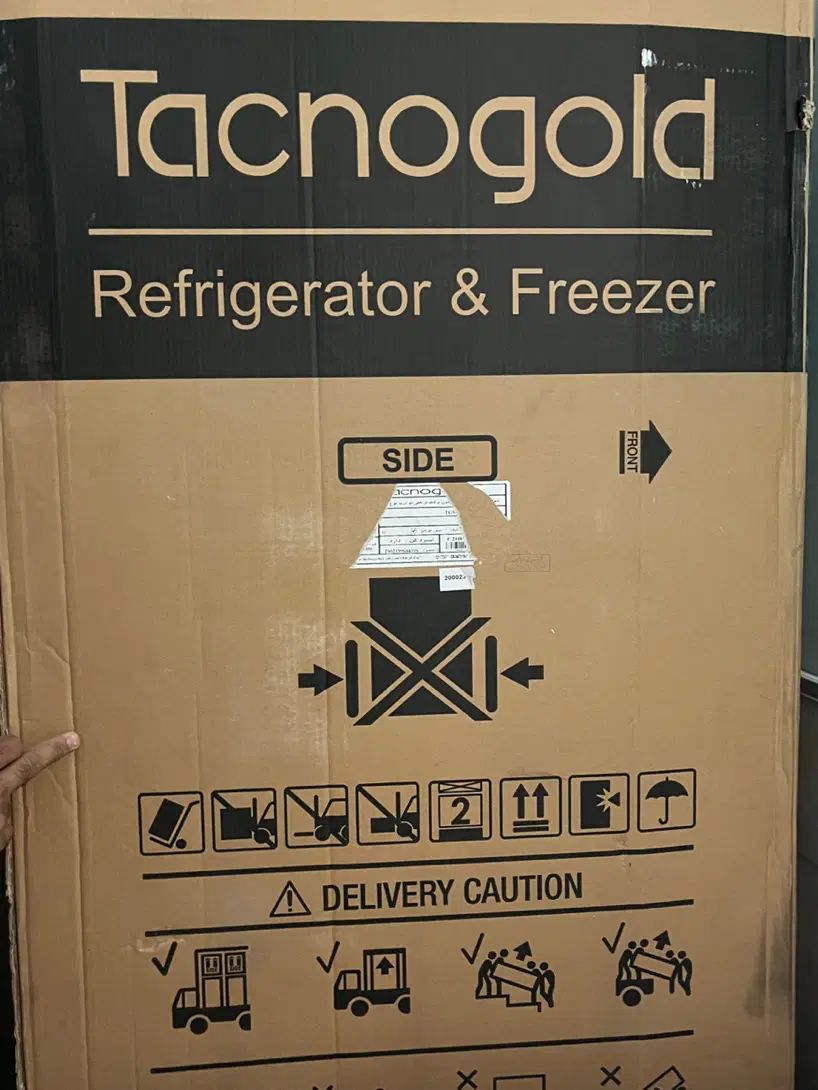 Tacnogold
Refrigerator & Freezer
SIDE
FRONT
2
DELIVERY CAUTION